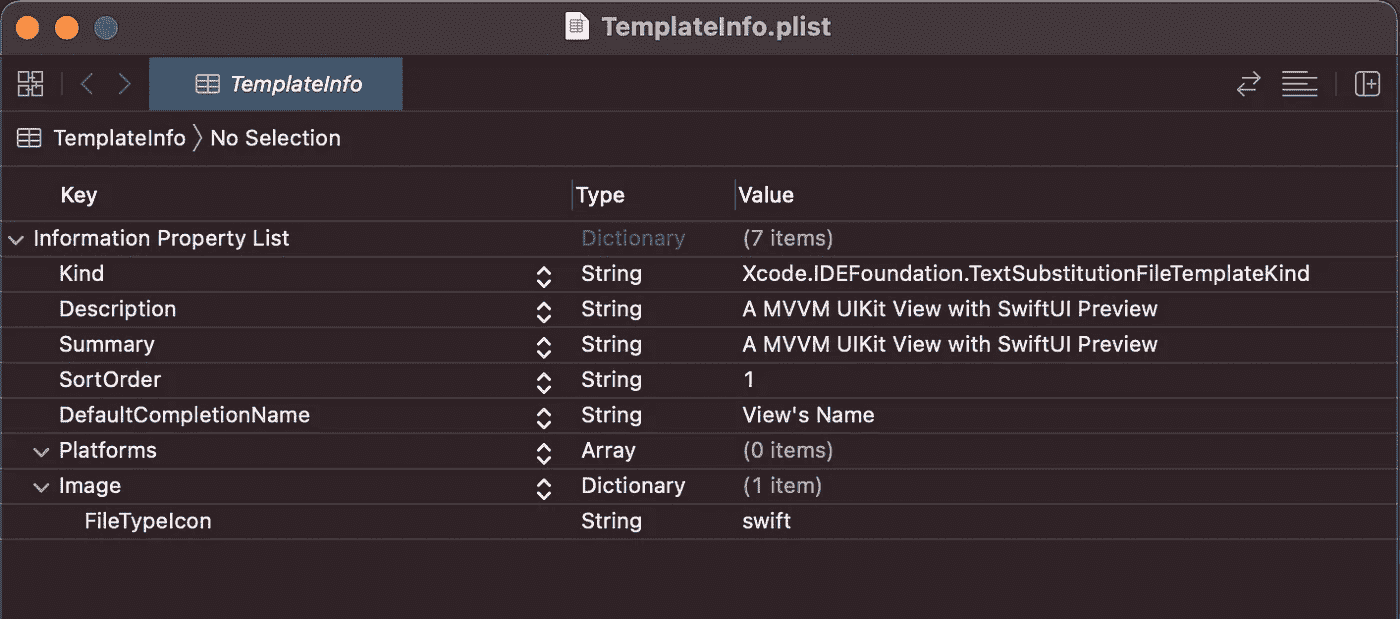 TemplateInfo.plist
TemplateInfo
TemplateInfo No Selection
Key Type Value
Information Property List Dictionary (7 items)
Kind String Xcode.IDEFoundation.TextSubstitutionFileTemplateKind
Description String A MVVM UIKit View with SwiftUI Preview
Summary String A MVVM UIKit View with SwiftUI Preview
SortOrder String 1
DefaultCompletionName String View's Name
Platforms Array (0 items)
Image Dictionary (1 item)
FileTypeIcon String swift